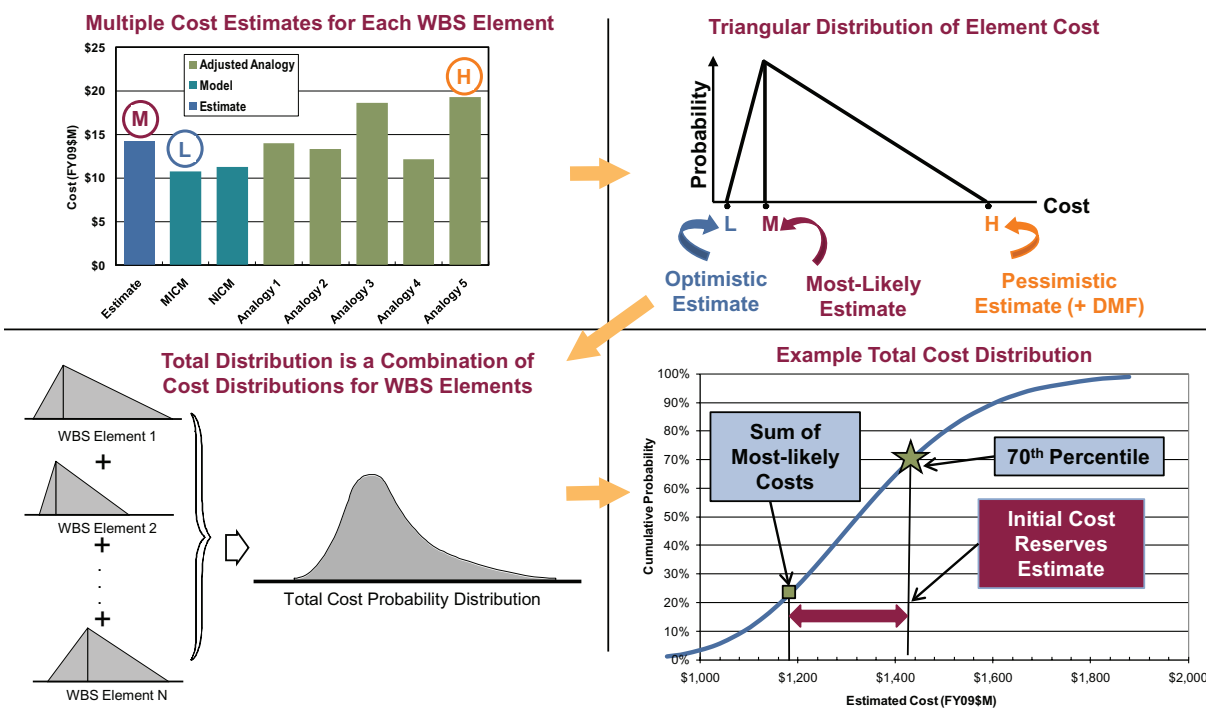 Multiple Cost Estimates for Each WBS Element
$25
$20
$15
$10
$5
$0
Cost (FY09$M)
Adjusted Analogy
Model
Estimate
M
L
H
Estimate
MICM
NICM
Analogy 1
Analogy 2
Analogy 3
Analogy 4
Analogy 5
Triangular Distribution of Element Cost
Probability
Cost
L
M
H
Optimistic
Estimate
Most-Likely
Estimate
Pessimistic
Estimate (+ DMF)
Total Distribution is a Combination of
Cost Distributions for WBS Elements
WBS Element 1
+
WBS Element 2
+
.
.
.
+
WBS Element N
Total Cost Probability Distribution
Example Total Cost Distribution
100%
90%
80%
70%
60%
50%
40%
30%
20%
10%
0%
Cumulative Probability
Sum of
Most-likely
Costs
70th Percentile
Initial Cost
Reserves
Estimate
$1,000
$1,200
$1,400
$1,600
$1,800
$2,000
Estimated Cost (FY09$M)